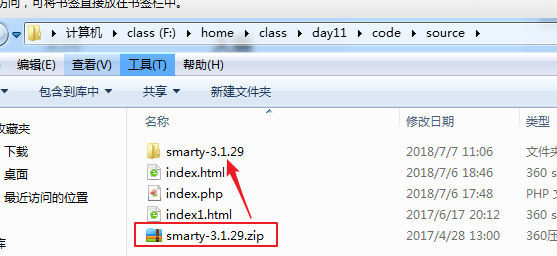 访问，可将书签直接放在书签栏中。
计算机 class (F:) home class day11 code source
编辑(E) 查看(V) 工具(T) 帮助(H)
包含到库中 共享 新建文件夹
名称 修改日期 类型
收藏夹
下载
桌面
最近访问的位置
smarty-3.1.29 2018/7/7 11:06 文件夹
index.html 2018/7/6 18:46 360 s
index.php 2018/7/6 17:48 PHP
index1.html 2017/6/17 20:12 360 s
smarty-3.1.29.zip 2017/4/28 13:00 360压